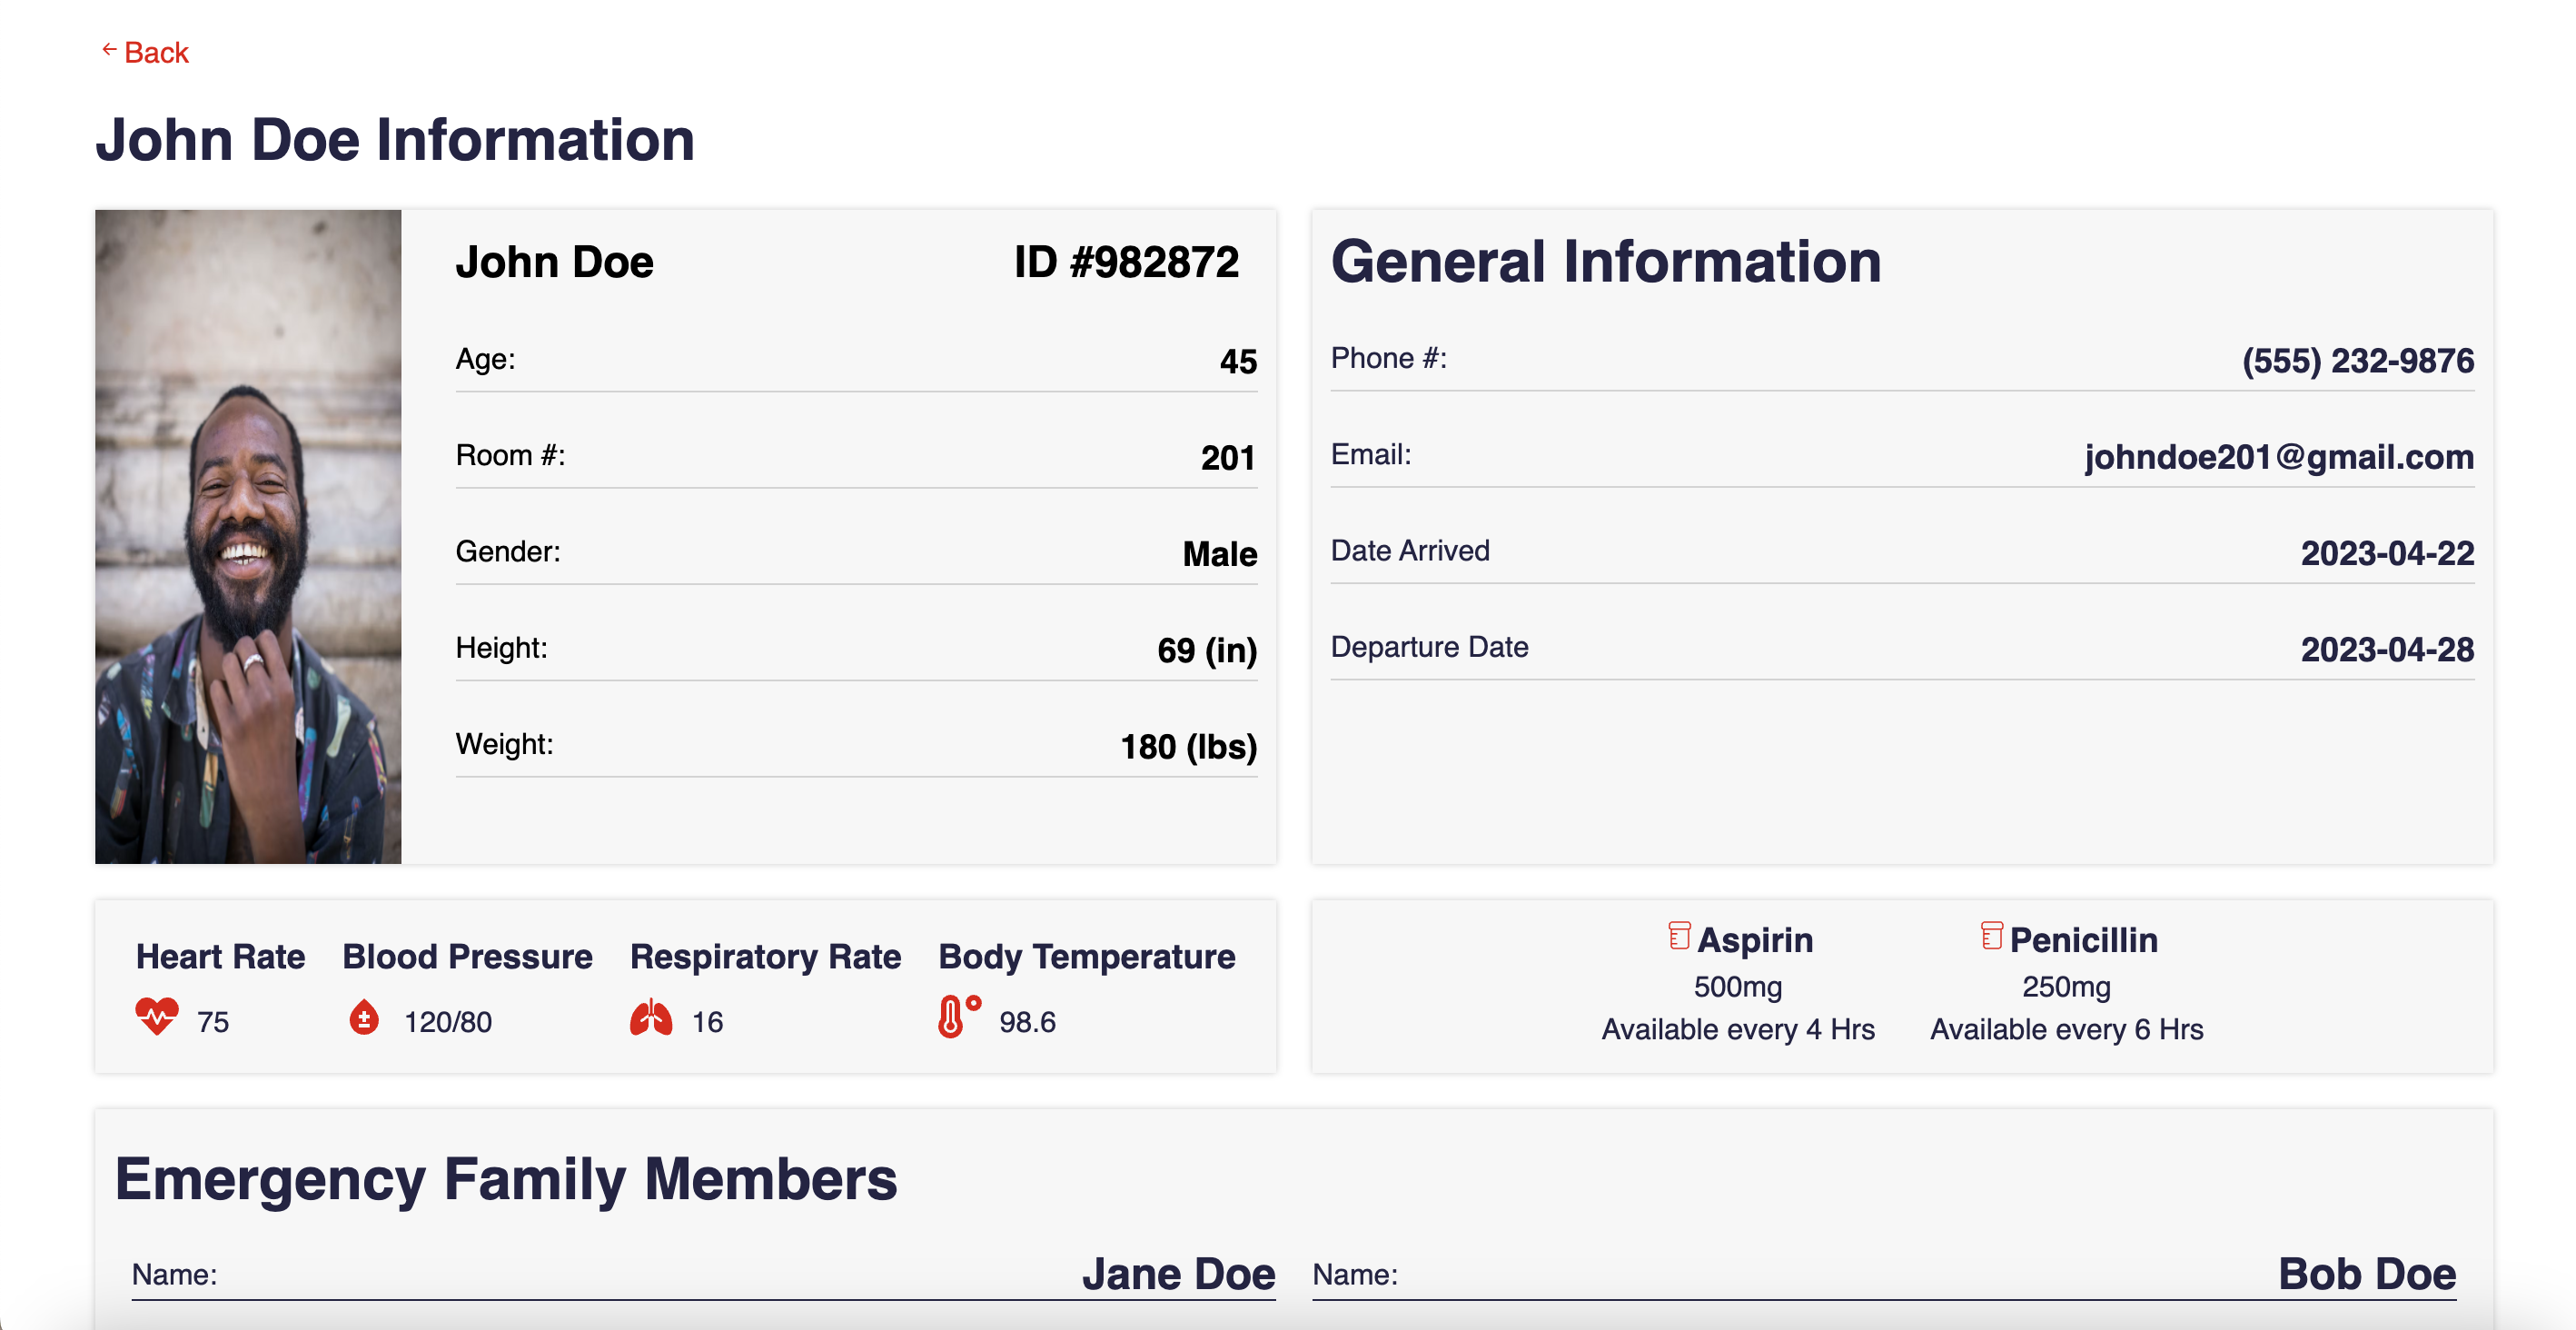 ← Back
John Doe Information
John Doe ID #982872
Age: 45
Room #: 201
Gender: Male
Height: 69 (in)
Weight: 180 (lbs)
General Information
Phone #: (555) 232-9876
Email: johndoe201@gmail.com
Date Arrived 2023-04-22
Departure Date 2023-04-28
Heart Rate
75
Blood Pressure
120/80
Respiratory Rate
16
Body Temperature
98.6
Aspirin
500mg
Available every 4 Hrs
Penicillin
250mg
Available every 6 Hrs
Emergency Family Members
Name: Jane Doe
Name: Bob Doe